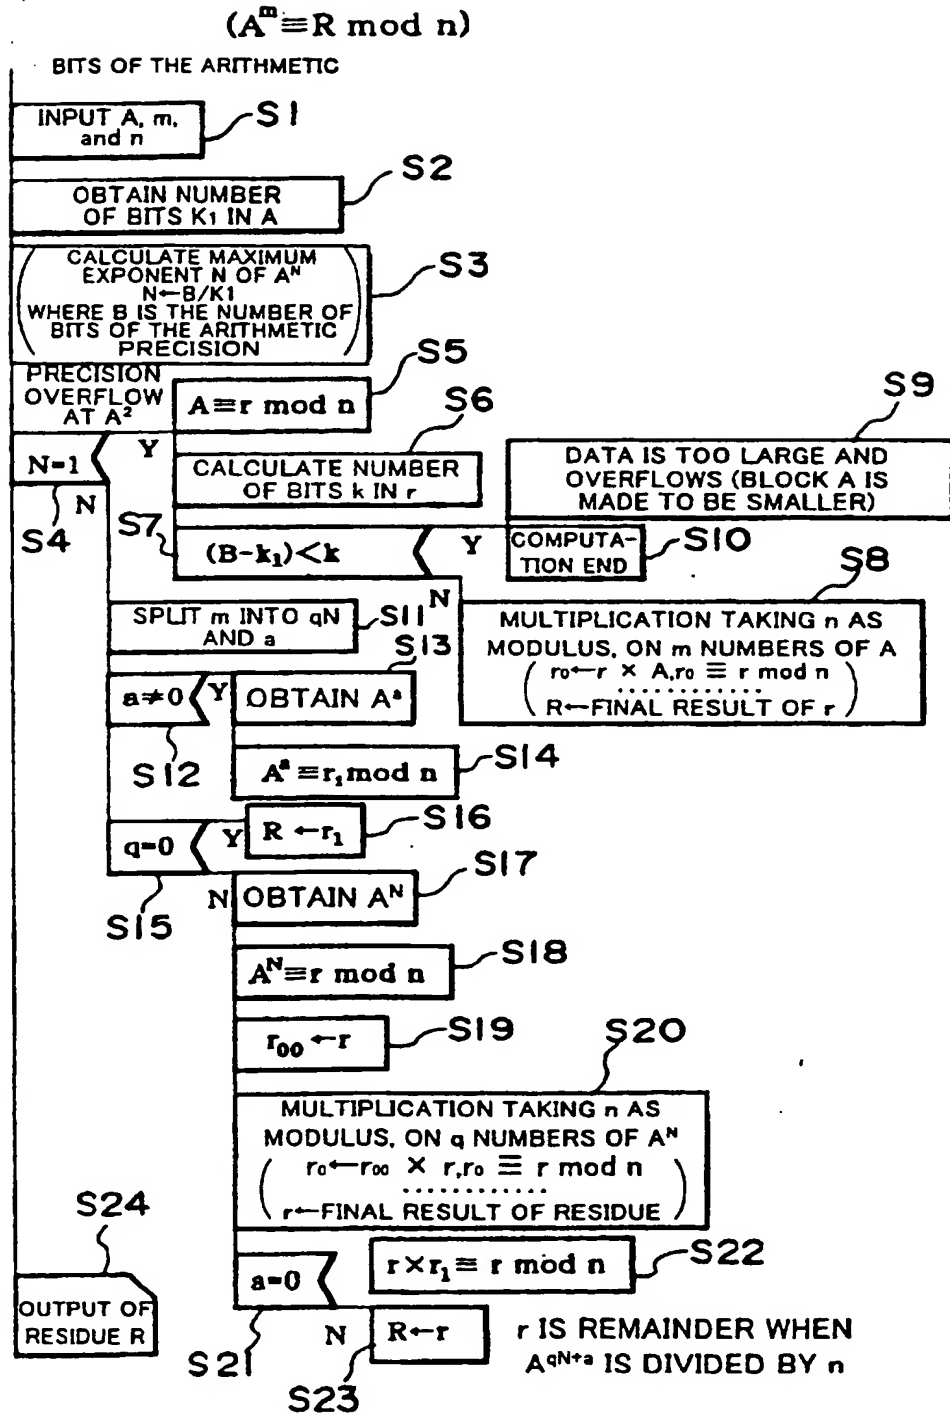 (A^m ≡ R mod n)
BITS OF THE ARITHMETIC
INPUT A, m,
and n
S1
S2
OBTAIN NUMBER
OF BITS K1 IN A
S3
CALCULATE MAXIMUM
EXPONENT N OF A^N
N←B/K1
WHERE B IS THE NUMBER OF
BITS OF THE ARITHMETIC
PRECISION
S5
PRECISION
OVERFLOW
AT A^2
A≡r mod n
S6
S9
N=1
Y
N
S4
CALCULATE NUMBER
OF BITS k IN r
DATA IS TOO LARGE AND
OVERFLOWS (BLOCK A IS
MADE TO BE SMALLER)
S7
(B-k₁)<k
Y
N
COMPUTA-
TION END
S10
S8
SPLIT m INTO qN
AND a
S11
MULTIPLICATION TAKING n AS
MODULUS, ON m NUMBERS OF A
( r₀←r × A,r₀ ≡ r mod n
............
R←FINAL RESULT OF r )
S13
a≠0
Y
OBTAIN A^a
S12
A^a ≡ r₁ mod n
S14
S16
q=0
Y
R ← r₁
S15
S17
N
OBTAIN A^N
S18
A^N≡r mod n
S19
r₀₀ ← r
S20
MULTIPLICATION TAKING n AS
MODULUS, ON q NUMBERS OF A^N
( r₀←r₀₀ × r,r₀ ≡ r mod n
............
r←FINAL RESULT OF RESIDUE )
S24
S22
a=0
r×r₁≡ r mod n
OUTPUT OF
RESIDUE R
S21
N
R←r
S23
r IS REMAINDER WHEN
A^qN+a IS DIVIDED BY n